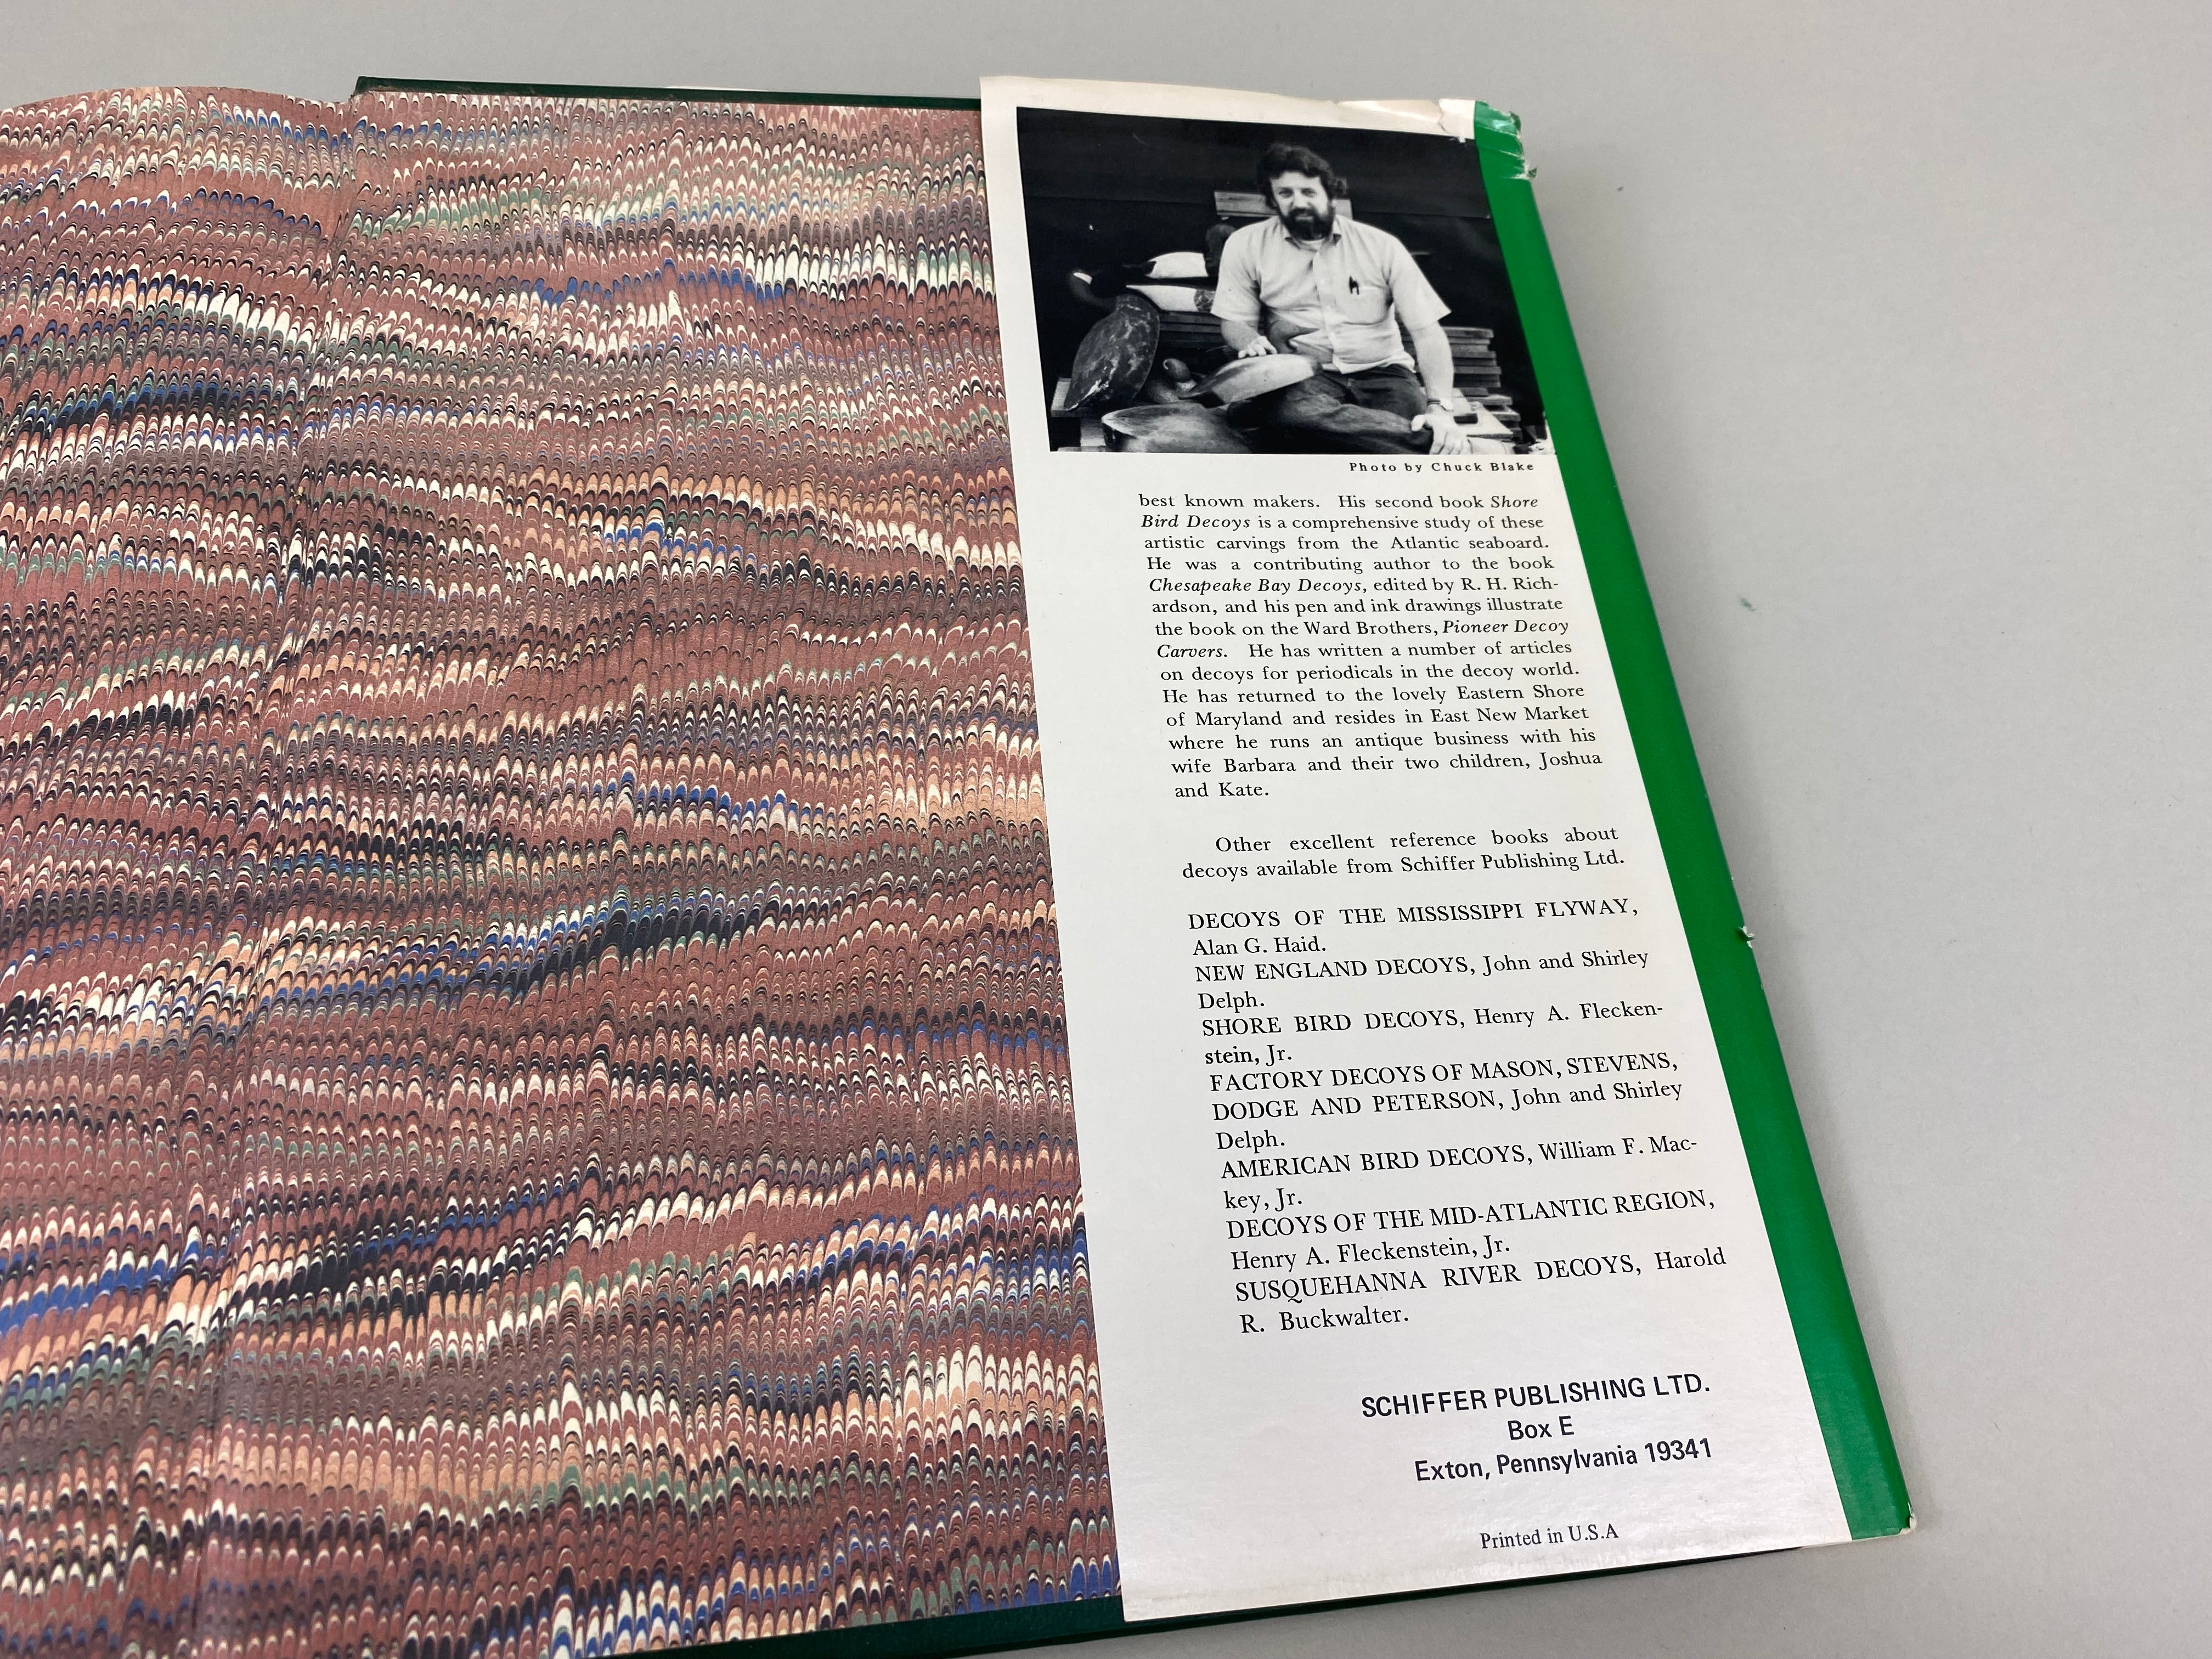 Photo by Chuck Blake
best known makers. His second book Shore
Bird Decoys is a comprehensive study of these
artistic carvings from the Atlantic seaboard.
He was a contributing author to the book
Chesapeake Bay Decoys, edited by R. H. Rich-
ardson, and his pen and ink drawings illustrate
the book on the Ward Brothers, Pioneer Decoy
Carvers. He has written a number of articles
on decoys for periodicals in the decoy world.
He has returned to the lovely Eastern Shore
of Maryland and resides in East New Market
where he runs an antique business with his
wife Barbara and their two children, Joshua
and Kate.
Other excellent reference books about
decoys available from Schiffer Publishing Ltd.
DECOYS OF THE MISSISSIPPI FLYWAY,
Alan G. Haid.
NEW ENGLAND DECOYS, John and Shirley
Delph.
SHORE BIRD DECOYS, Henry A. Flecken-
stein, Jr.
FACTORY DECOYS OF MASON, STEVENS,
DODGE AND PETERSON, John and Shirley
Delph.
AMERICAN BIRD DECOYS, William F. Mac-
key, Jr.
DECOYS OF THE MID-ATLANTIC REGION,
Henry A. Fleckenstein, Jr.
SUSQUEHANNA RIVER DECOYS, Harold
R. Buckwalter.
SCHIFFER PUBLISHING LTD.
Box E
Exton, Pennsylvania 19341
Printed in U.S.A